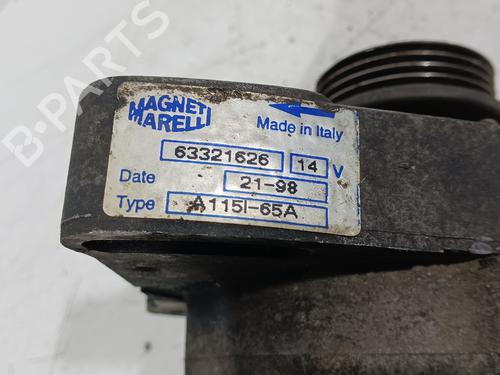 MAGNETI
MARELLI
Made in Italy
63321626 14 V
Date 21-98
Type A115I-65A
B-PARTS